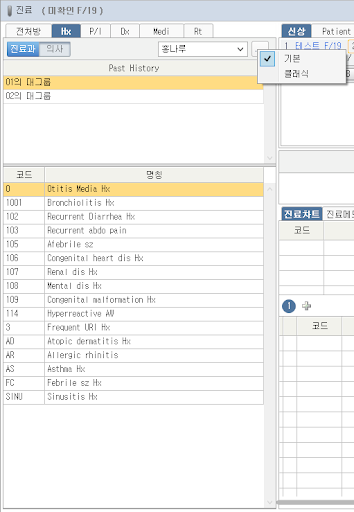 진료 ( 미확인 F/19 )
전처방 Hx P/I Dx Medi Rt
진료과 의사 홍나루 ...
기본
클래식
Past History
01의 대그룹
02의 대그룹
코드 명칭
0 Otitis Media Hx
1001 Bronchiolitis Hx
102 Recurrent Diarrhea Hx
103 Recurrent abdo pain
105 Afebrile sz
106 Congenital heart dis Hx
107 Renal dis Hx
108 Mental dis Hx
109 Congenital malformation Hx
114 Hyperreactive AW
3 Frequent URI Hx
AD Atopic dermatitis Hx
AR Allergic rhinitis
AS Asthma Hx
FC Febrile sz Hx
SINU Sinusitis Hx
신상 Patient
1 테스트 F/19
진료차트 진료메모
코드
1
코드